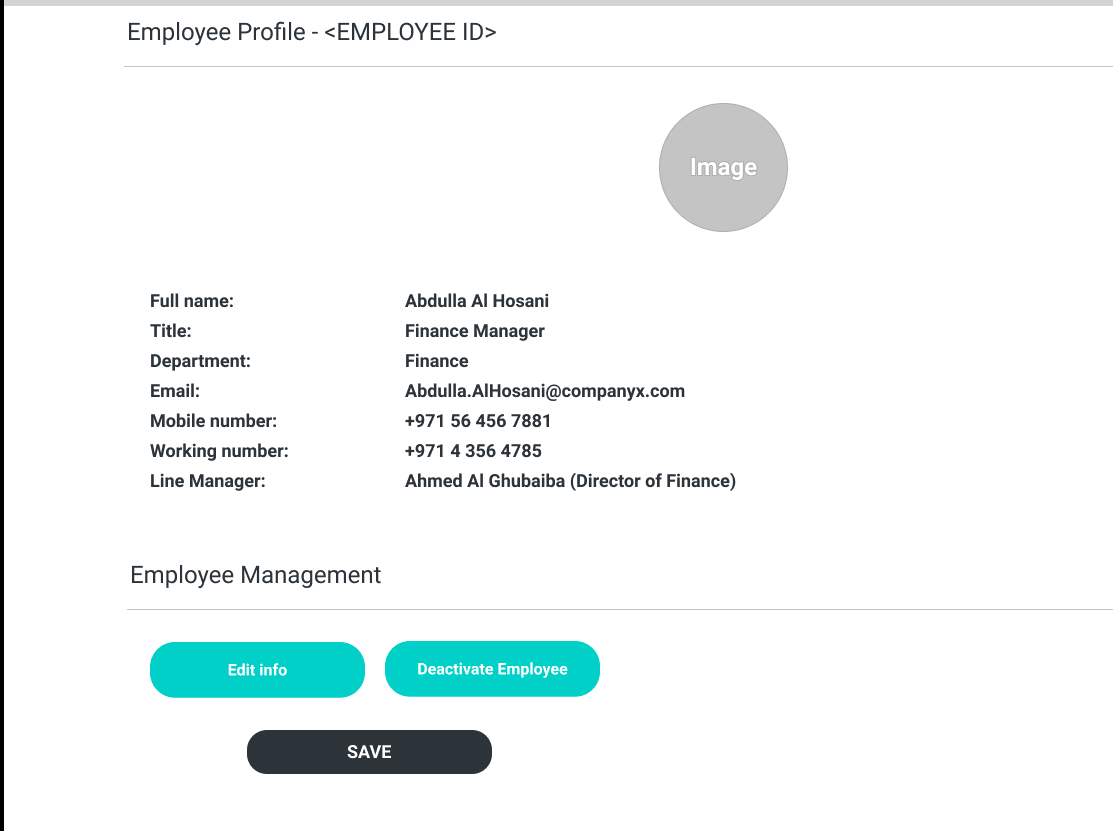 Employee Profile - <EMPLOYEE ID>
Image
Full name: Abdulla Al Hosani
Title: Finance Manager
Department: Finance
Email: Abdulla.AlHosani@companyx.com
Mobile number: +971 56 456 7881
Working number: +971 4 356 4785
Line Manager: Ahmed Al Ghubaiba (Director of Finance)
Employee Management
Edit info Deactivate Employee
SAVE